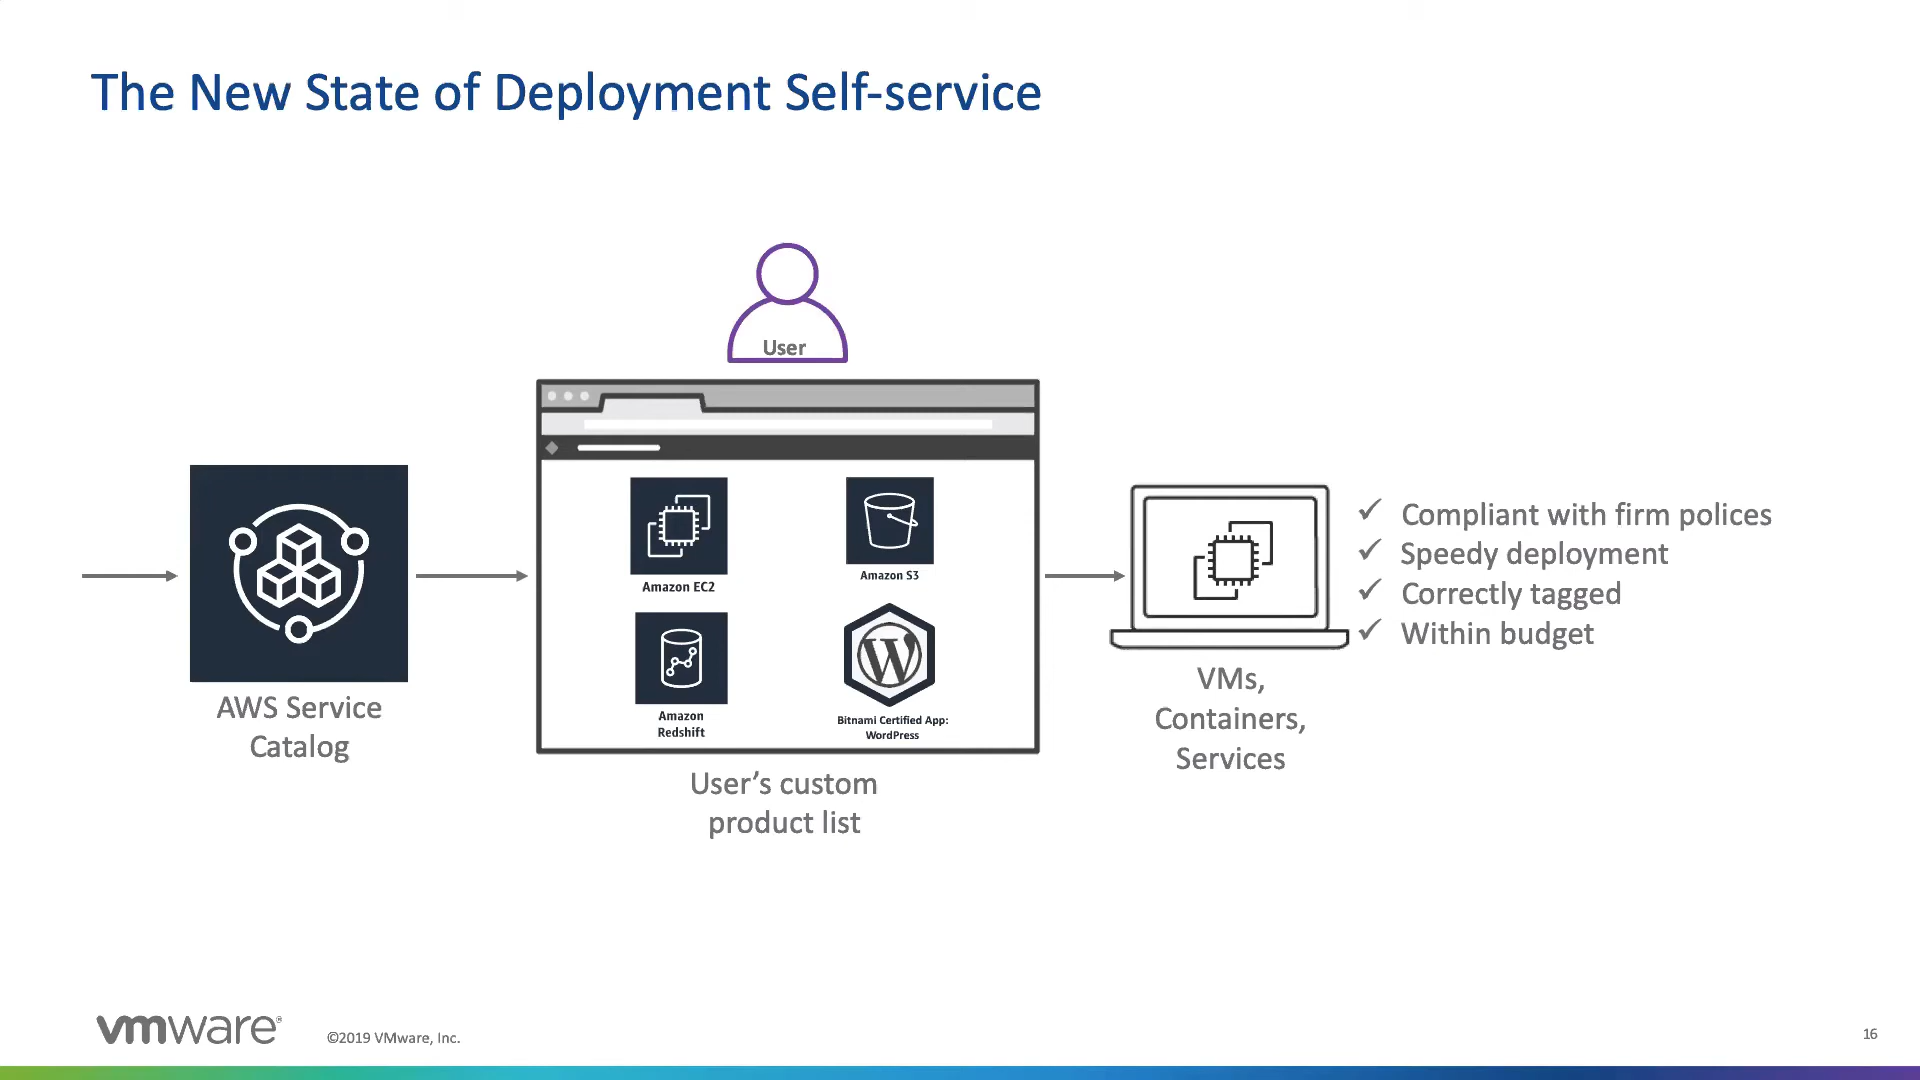 The New State of Deployment Self-service
User
Amazon EC2
Amazon S3
Amazon
Redshift
Bitnami Certified App:
WordPress
AWS Service
Catalog
User’s custom
product list
VMs,
Containers,
Services
✓ Compliant with firm polices
✓ Speedy deployment
✓ Correctly tagged
✓ Within budget
vmware®
©2019 VMware, Inc.
16